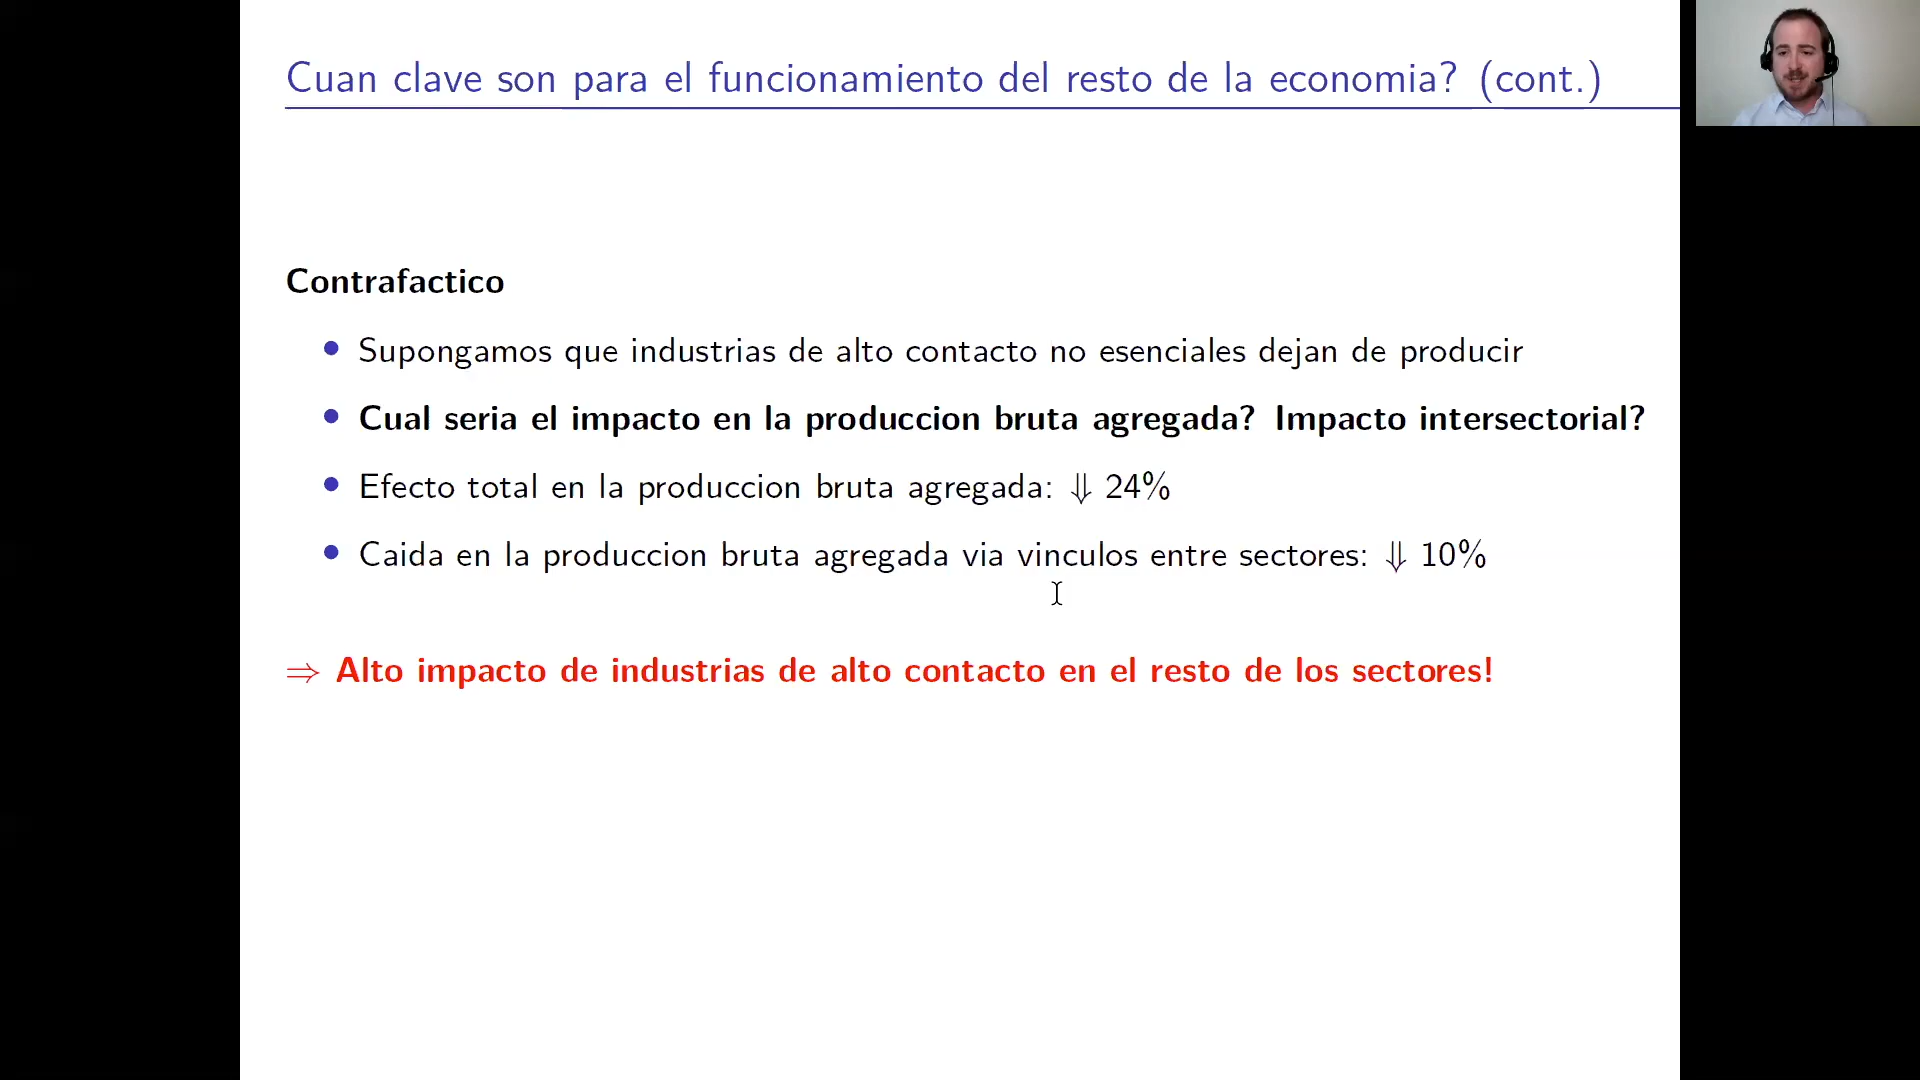 Cuan clave son para el funcionamiento del resto de la economia? (cont.)
Contrafactico
• Supongamos que industrias de alto contacto no esenciales dejan de producir
• Cual seria el impacto en la produccion bruta agregada? Impacto intersectorial?
• Efecto total en la produccion bruta agregada: ⇓ 24%
• Caida en la produccion bruta agregada via vinculos entre sectores: ⇓ 10%
⇒ Alto impacto de industrias de alto contacto en el resto de los sectores!